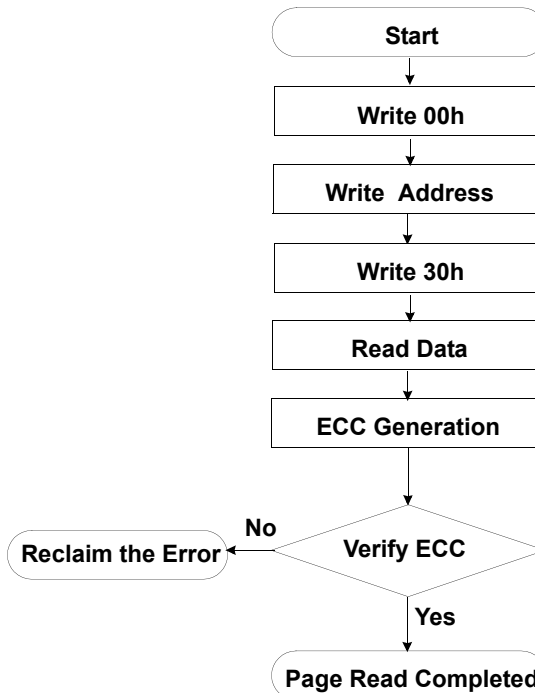 Start
Write 00h
Write Address
Write 30h
Read Data
ECC Generation
Verify ECC
No
Reclaim the Error
Yes
Page Read Completed